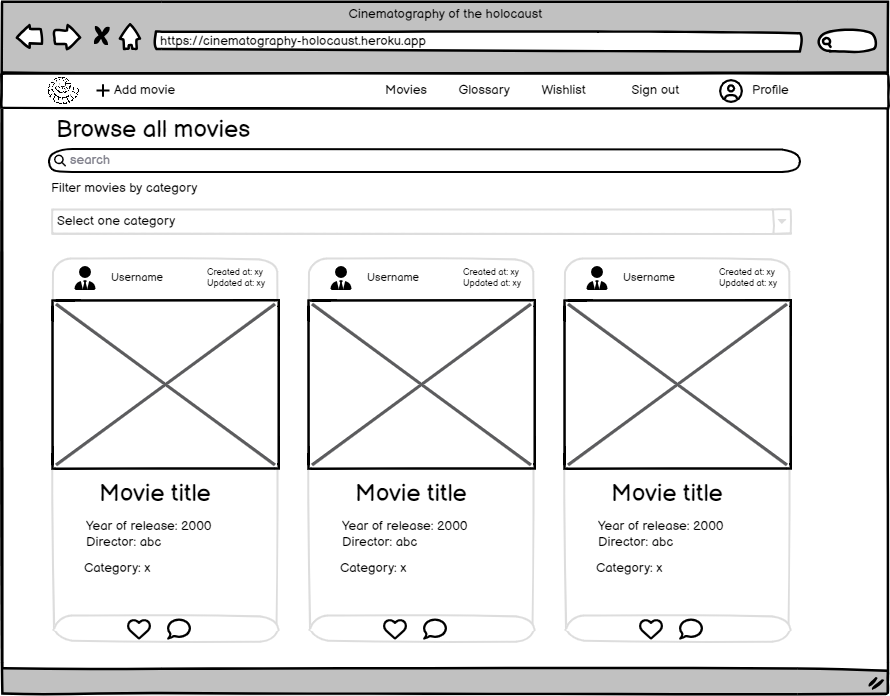 Cinematography of the holocaust
https://cinematography-holocaust.heroku.app
Add movie Movies Glossary Wishlist Sign out Profile
Browse all movies
search
Filter movies by category
Select one category
Username
Created at: xy
Updated at: xy
Movie title
Year of release: 2000
Director: abc
Category: x
Username
Created at: xy
Updated at: xy
Movie title
Year of release: 2000
Director: abc
Category: x
Username
Created at: xy
Updated at: xy
Movie title
Year of release: 2000
Director: abc
Category: x